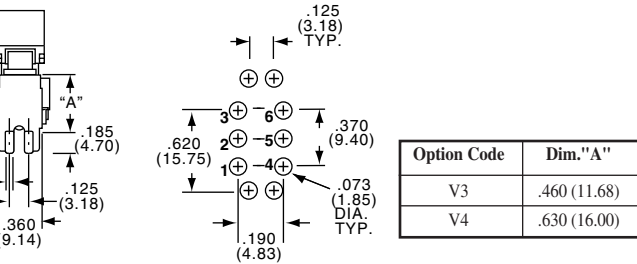 .125
(3.18)
TYP.
"A"
.185
(4.70)
.125
(3.18)
.360
(9.14)
3 6
2 5
1 4
.620
(15.75)
.370
(9.40)
.073
(1.85)
DIA.
TYP.
.190
(4.83)
Option Code Dim."A"
V3 .460 (11.68)
V4 .630 (16.00)